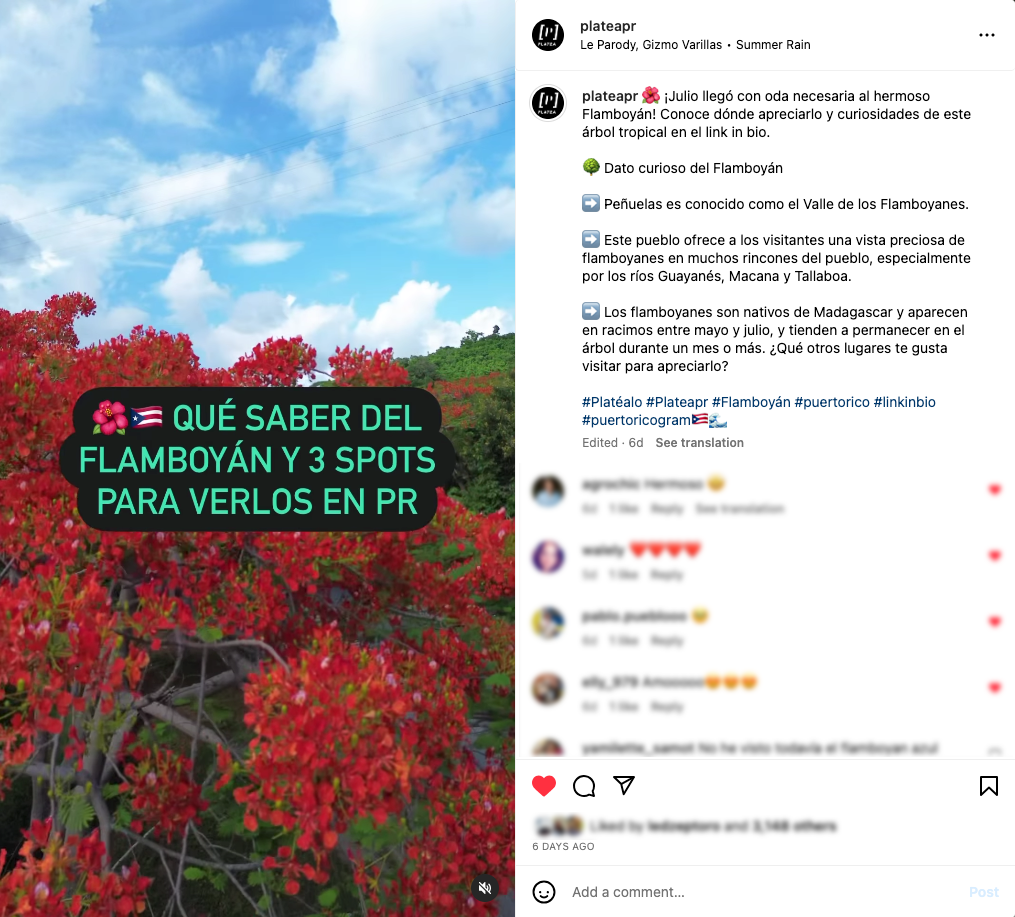 QUÉ SABER DEL
FLAMBOYÁN Y 3 SPOTS
PARA VERLOS EN PR
plateapr
Le Parody, Gizmo Varillas • Summer Rain
plateapr 🌺 ¡Julio llegó con oda necesaria al hermoso
Flamboyán! Conoce dónde apreciarlo y curiosidades de este
árbol tropical en el link in bio.
🌳 Dato curioso del Flamboyán
➡️ Peñuelas es conocido como el Valle de los Flamboyanes.
➡️ Este pueblo ofrece a los visitantes una vista preciosa de
flamboyanes en muchos rincones del pueblo, especialmente
por los ríos Guayanés, Macana y Tallaboa.
➡️ Los flamboyanes son nativos de Madagascar y aparecen
en racimos entre mayo y julio, y tienden a permanecer en el
árbol durante un mes o más. ¿Qué otros lugares te gusta
visitar para apreciarlo?
#Platéalo #Plateapr #Flamboyán #puertorico #linkinbio
#puertoricogram🇵🇷🌊
Edited · 6d See translation
6 DAYS AGO
Add a comment...
Post